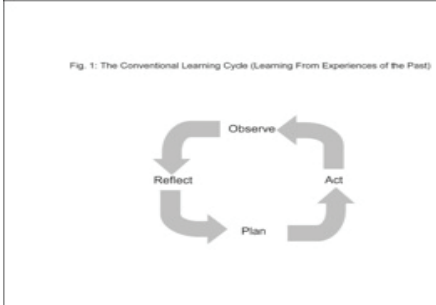 Fig. 1: The Conventional Learning Cycle (Learning From Experiences of the Past)
Observe
Reflect
Act
Plan